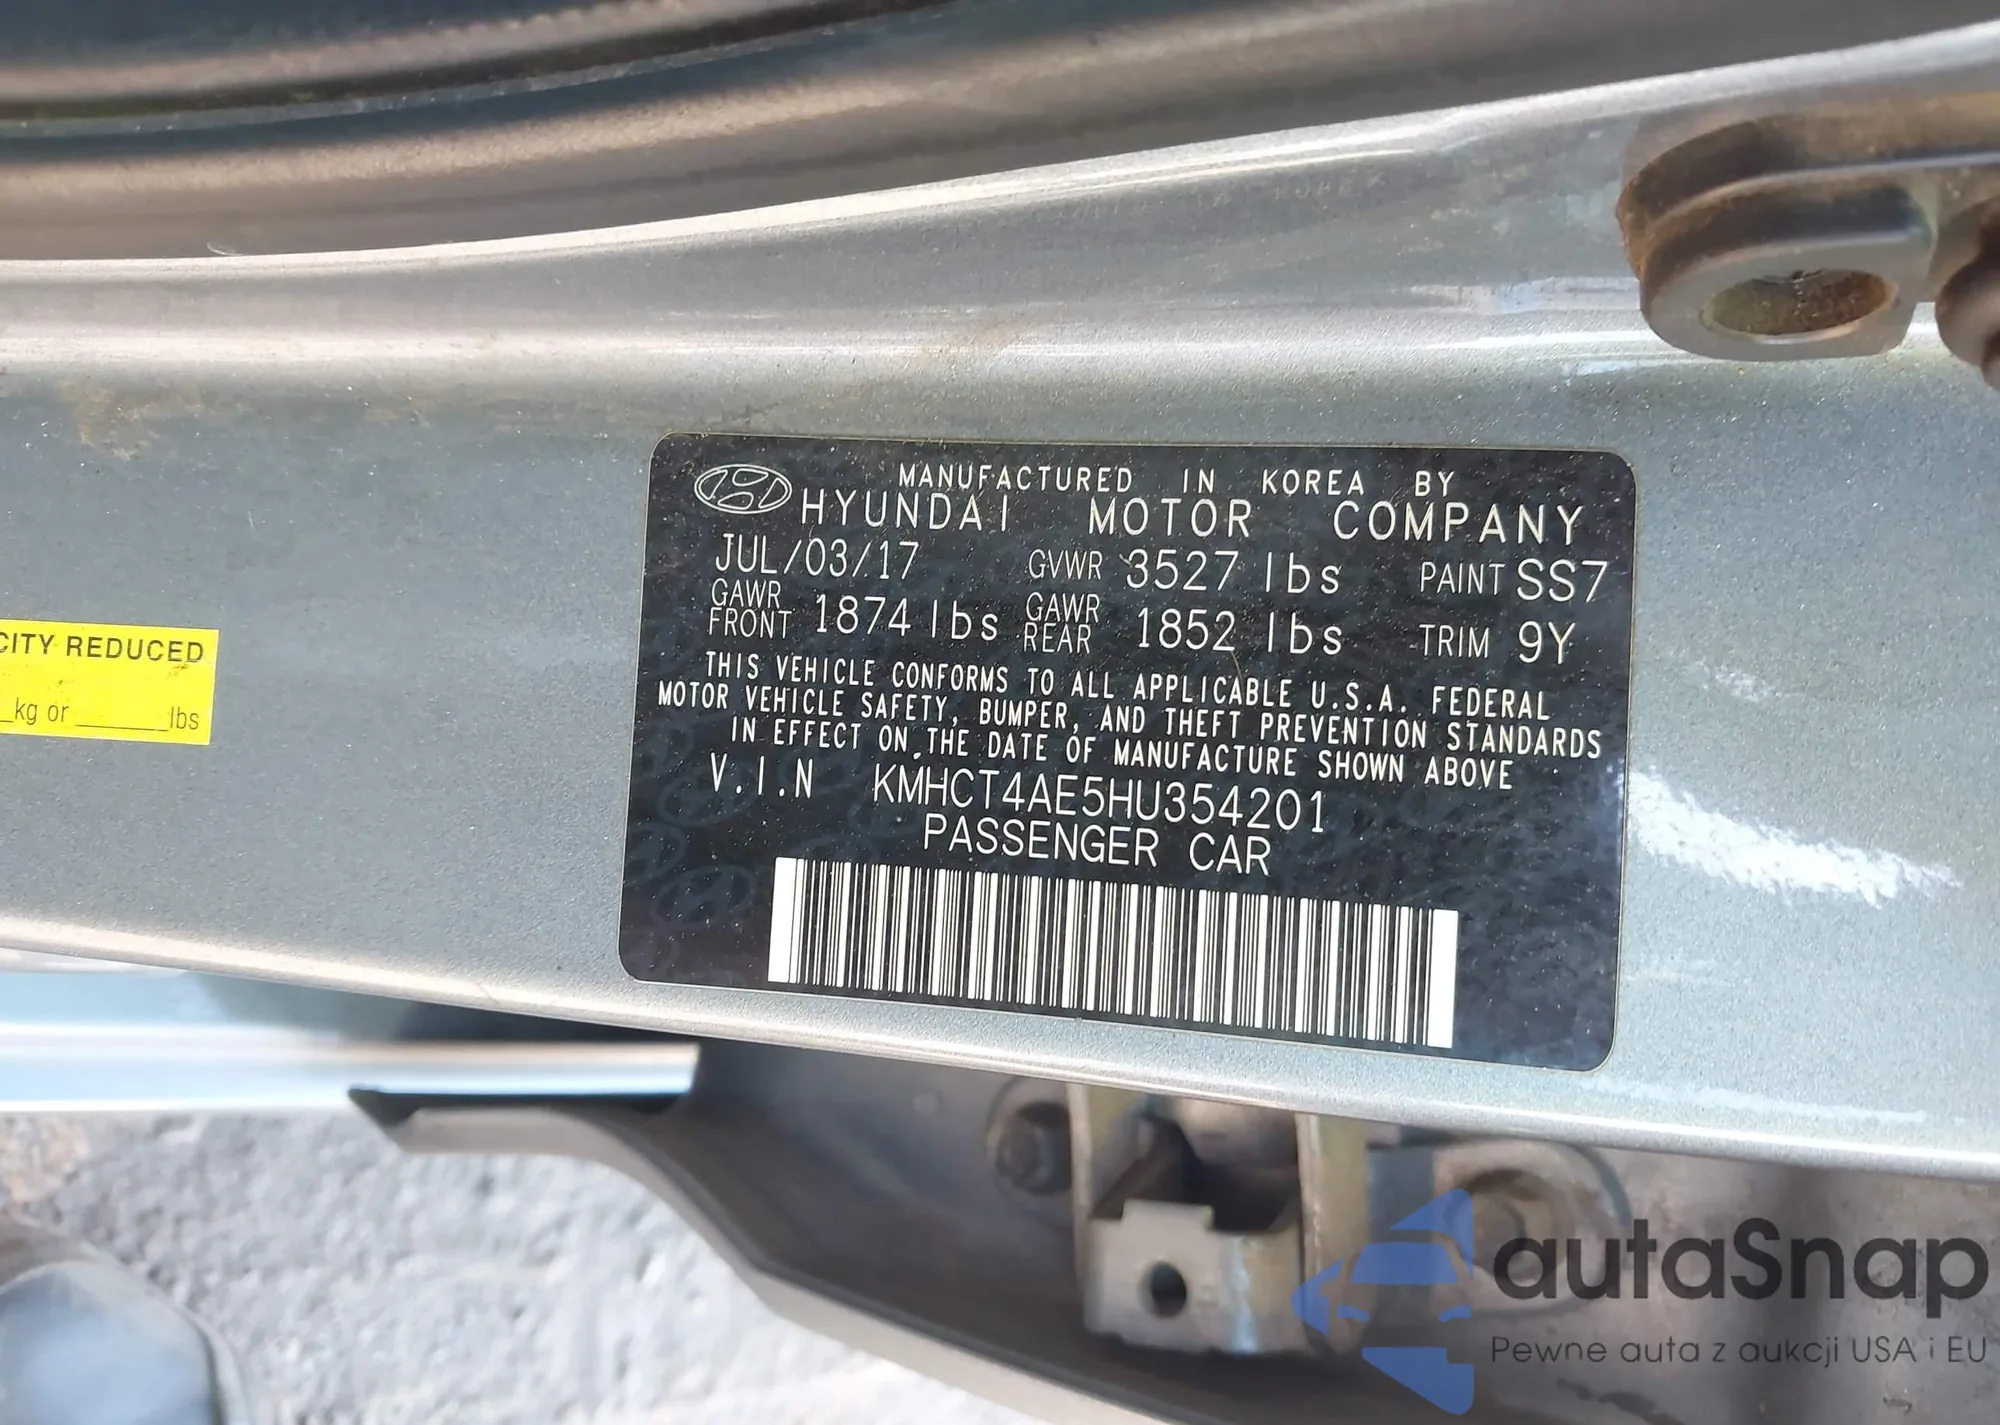 MANUFACTURED IN KOREA BY
HYUNDAI MOTOR COMPANY
JUL/03/17 GVWR 3527 lbs PAINT SS7
GAWR FRONT 1874 lbs GAWR REAR 1852 lbs TRIM 9Y
THIS VEHICLE CONFORMS TO ALL APPLICABLE U.S.A. FEDERAL
MOTOR VEHICLE SAFETY, BUMPER, AND THEFT PREVENTION STANDARDS
IN EFFECT ON THE DATE OF MANUFACTURE SHOWN ABOVE
V.I.N KMHCT4AE5HU354201
PASSENGER CAR
CITY REDUCED
kg or lbs
autaSnap
Pewne auta z aukcji USA i EU